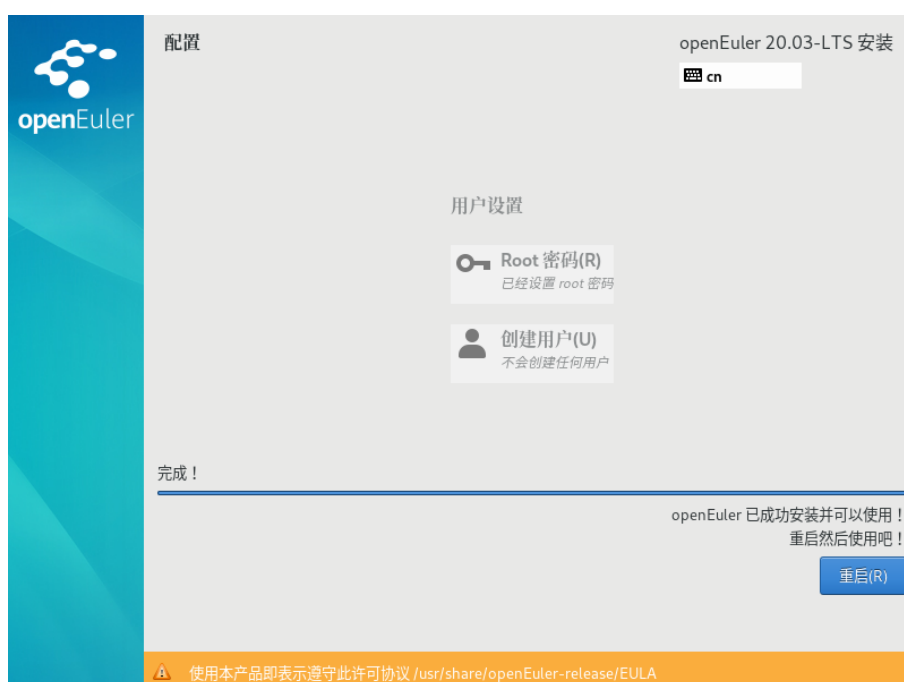 openEuler
配置
openEuler 20.03-LTS 安装
cn
用户设置
Root 密码(R)
已经设置 root 密码
创建用户(U)
不会创建任何用户
完成！
openEuler 已成功安装并可以使用！
重启然后使用吧！
重启(R)
使用本产品即表示遵守此许可协议 /usr/share/openEuler-release/EULA